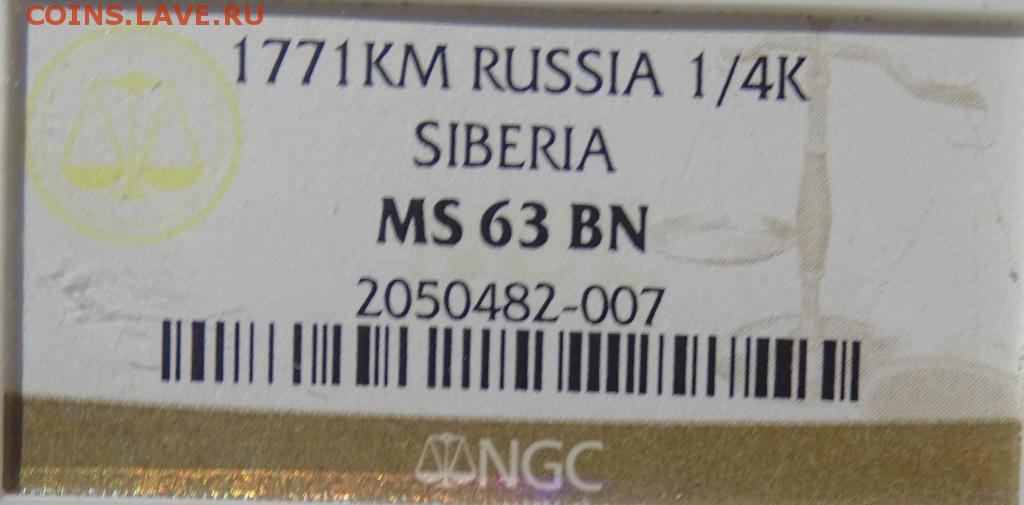 COINS.LAVE.RU
1771KM RUSSIA 1/4K
SIBERIA
MS 63 BN
2050482-007
NGC